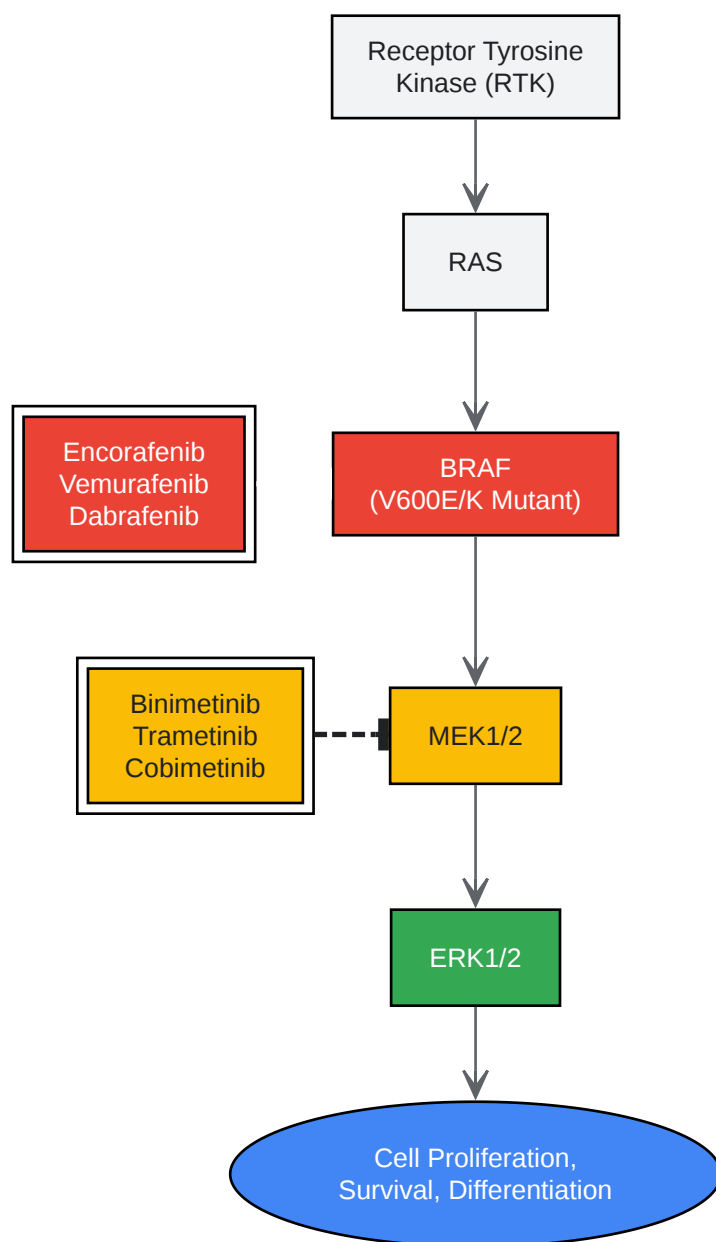 Receptor Tyrosine
Kinase (RTK)
RAS
Encorafenib
Vemurafenib
Dabrafenib
BRAF
(V600E/K Mutant)
Binimetinib
Trametinib
Cobimetinib
MEK1/2
ERK1/2
Cell Proliferation,
Survival, Differentiation